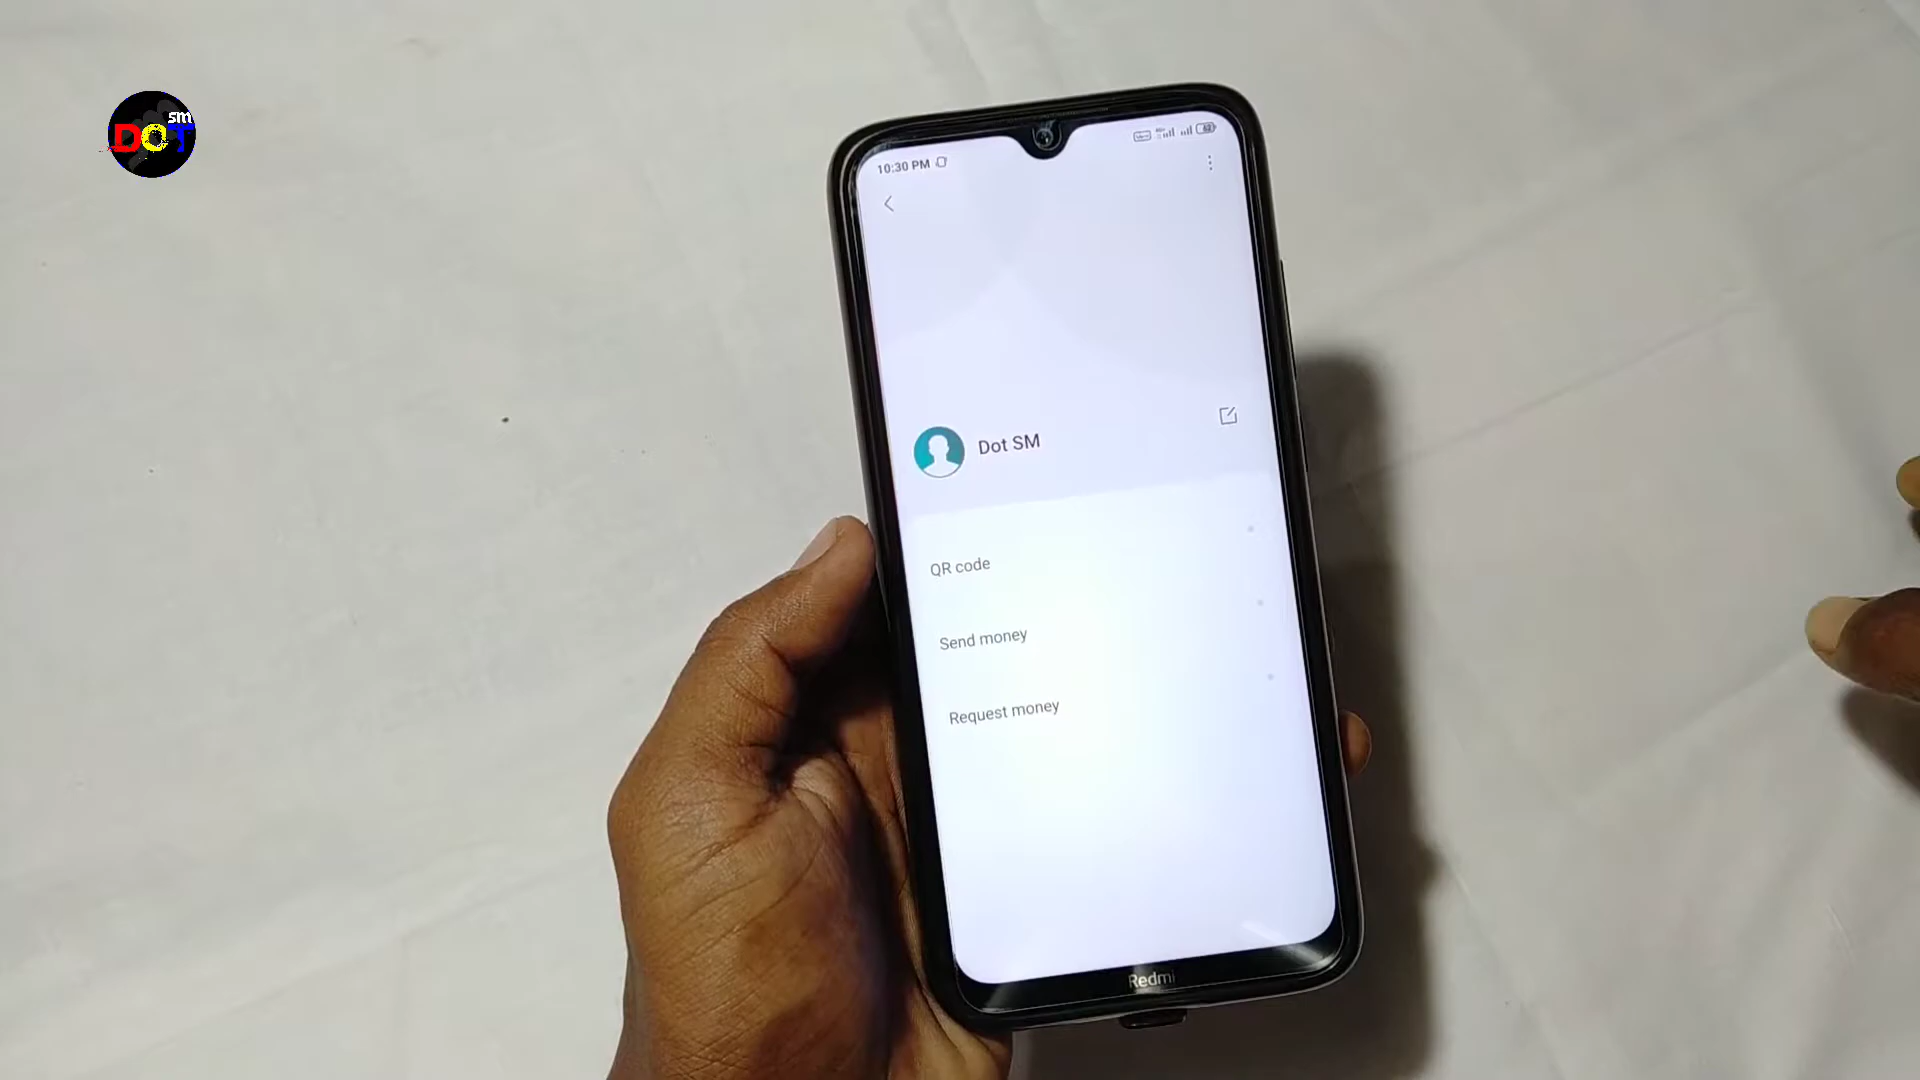 sm
DOT
10:30 PM
Dot SM
QR code
Send money
Request money
Redmi